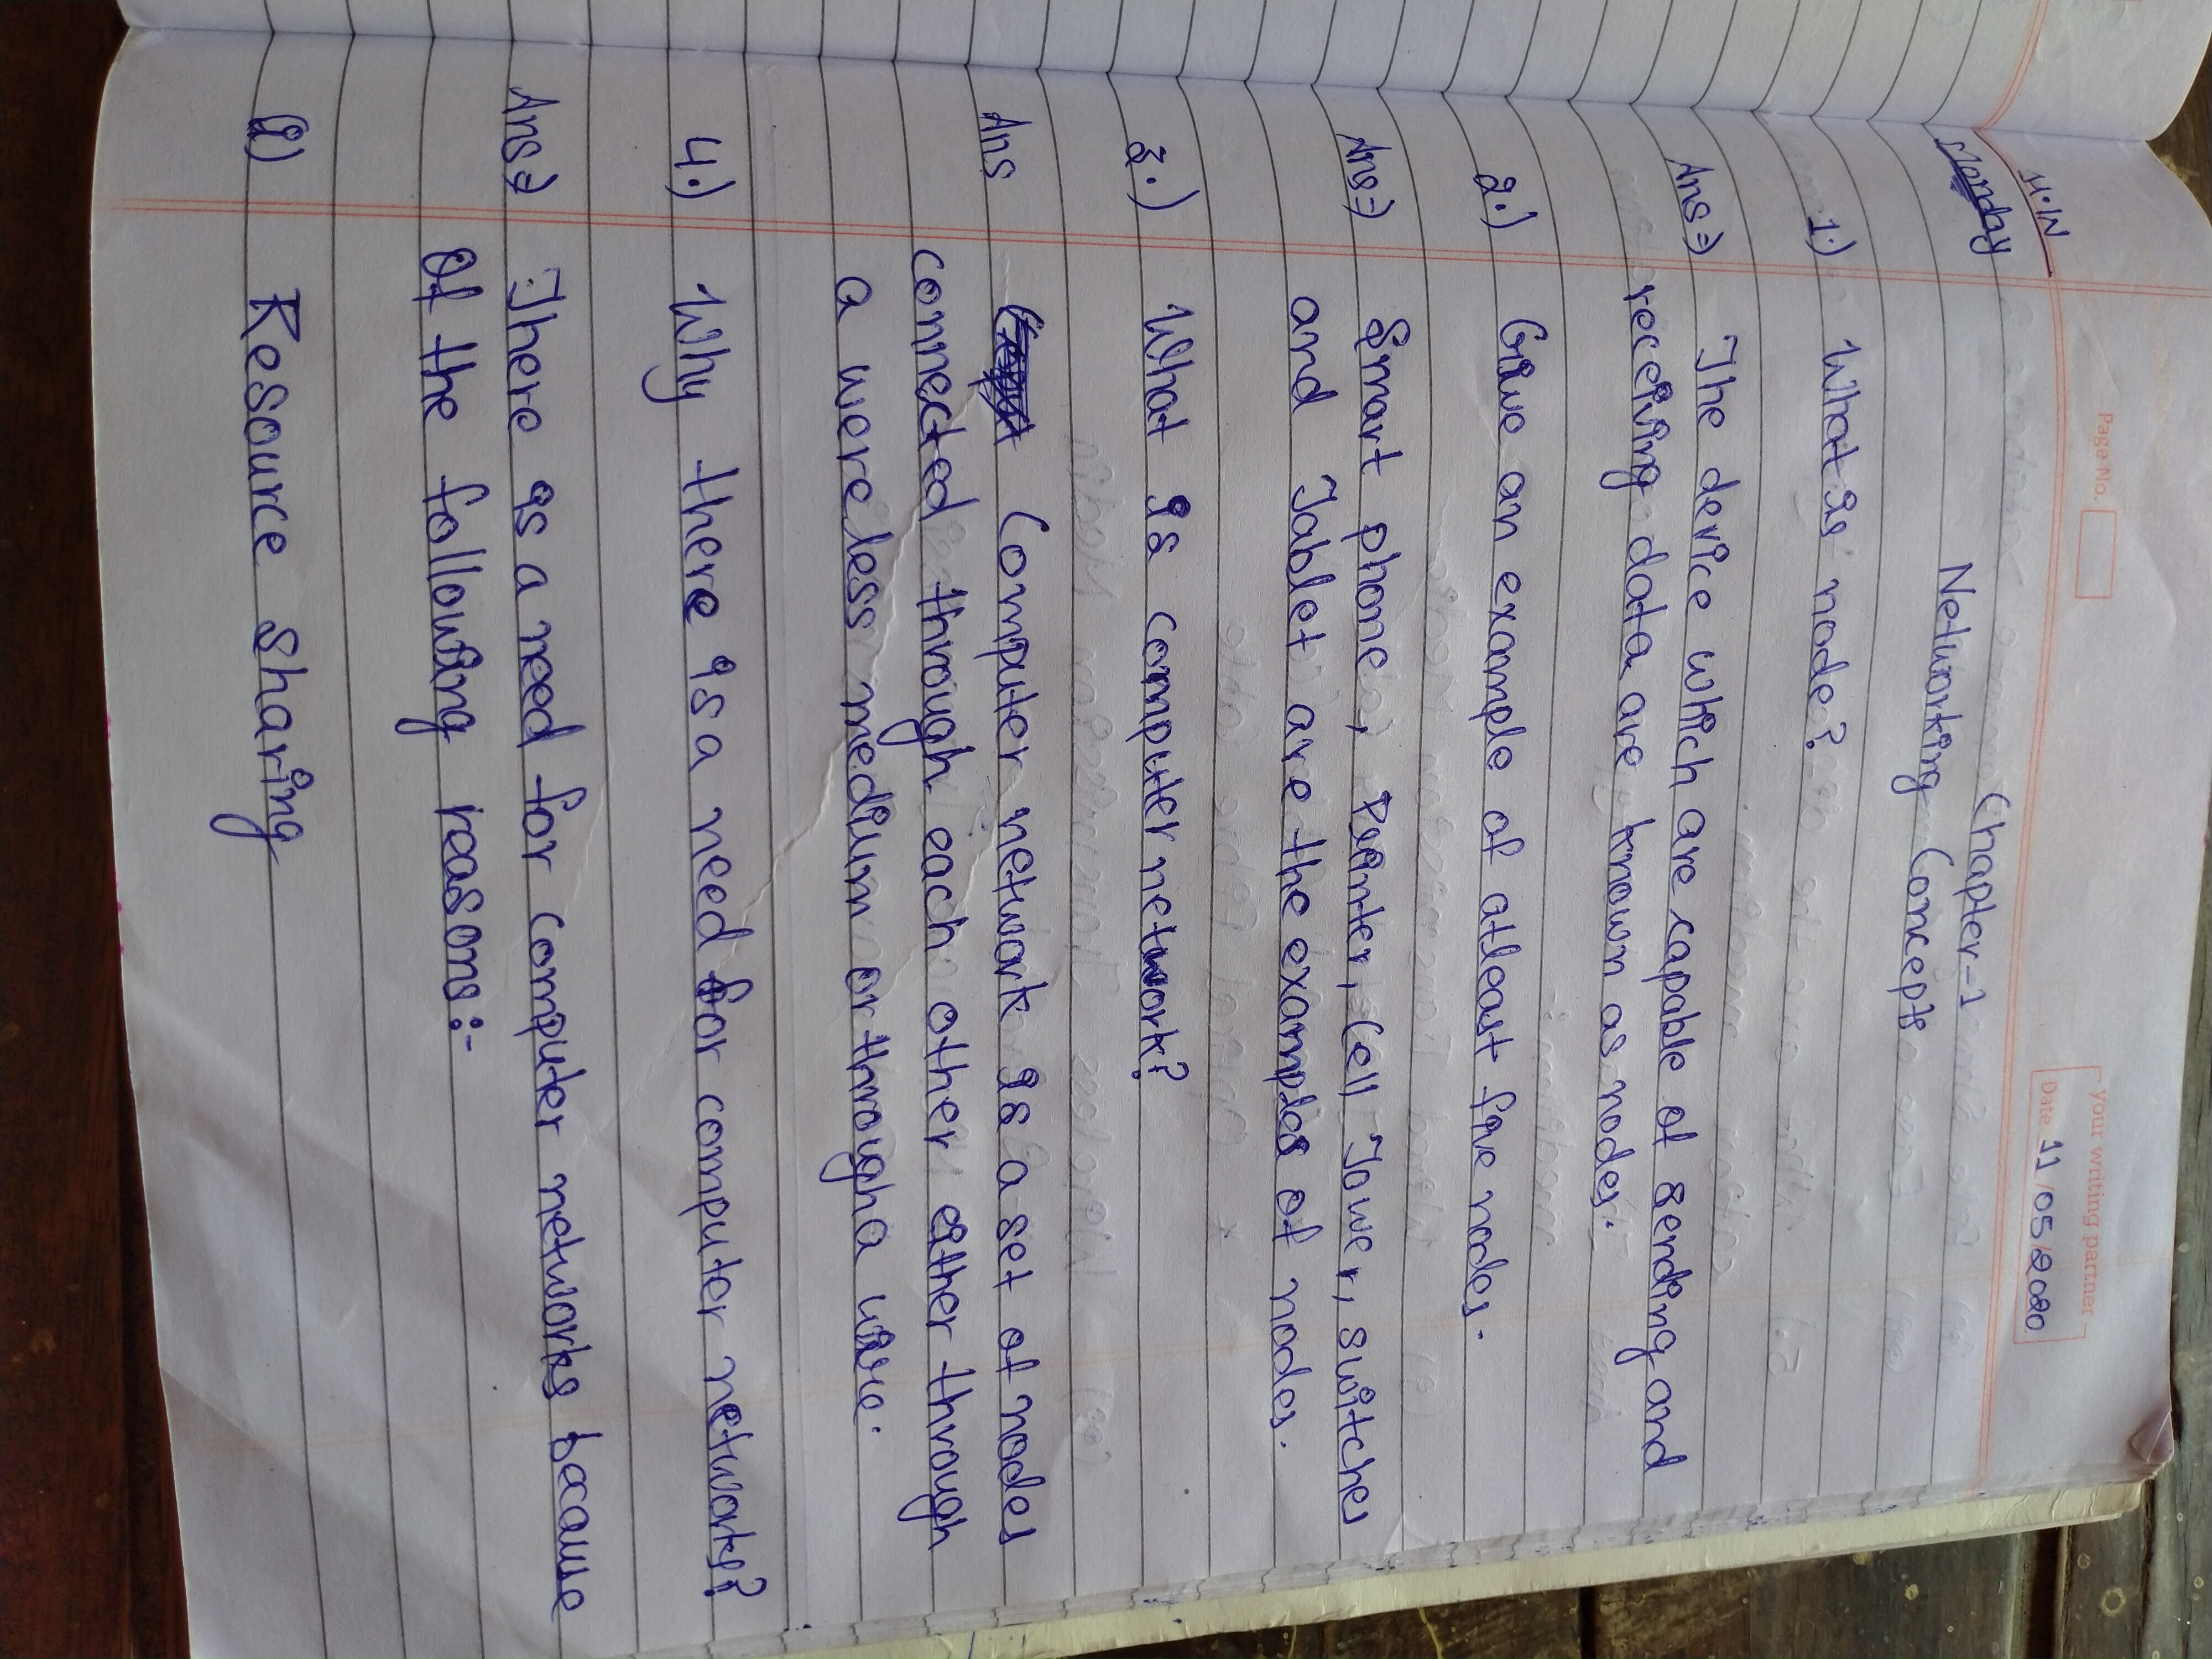 H.W
Page No.
Your writing partner
Date 11/05/2020
Monday
Chapter-1
Networking Concepts
1.) What is node?
Ans⇒ The device which are capable of sending and
receiving data are known as nodes.
2.) Give an example of atleast five nodes.
Ans⇒ Smart phone, Printer, Cell Tower, switches
and Tablet are the examples of nodes.
3.) What is computer network?
Ans Computer network is a set of nodes
connected through each other either through
a wereless medium or through a wire.
4.) Why there is a need for computer networks?
Ans⇒ There is a need for computer networks because
of the following reasons:-
i) Resource sharing